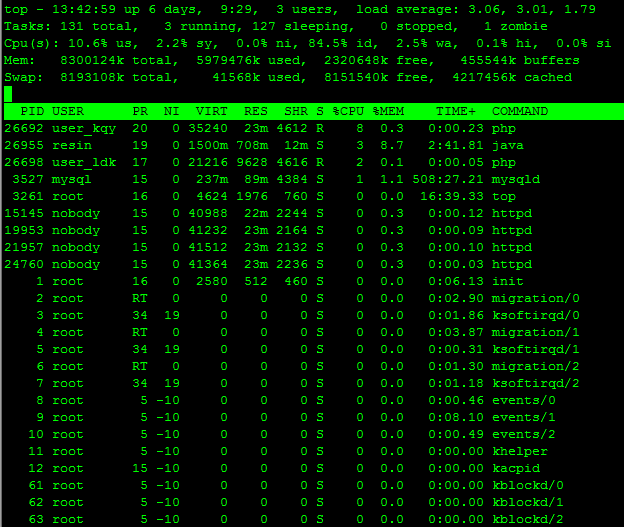 top - 13:42:59 up 6 days,  9:29,  3 users,  load average: 3.06, 3.01, 1.79
Tasks: 131 total,   3 running, 127 sleeping,   0 stopped,   1 zombie
Cpu(s): 10.6% us,  2.2% sy,  0.0% ni, 84.5% id,  2.5% wa,  0.1% hi,  0.0% si
Mem:   8300124k total,  5979476k used,  2320648k free,   455544k buffers
Swap:  8193108k total,    41568k used,  8151540k free,  4217456k cached
  PID USER      PR  NI  VIRT  RES  SHR S %CPU %MEM    TIME+  COMMAND
26692 user_kqy  20   0 35240  23m 4612 R    8  0.3   0:00.23 php
26955 resin     19   0 1500m 708m  12m S    3  8.7   2:41.81 java
26698 user_ldk  17   0 21216 9628 4616 R    2  0.1   0:00.05 php
 3527 mysql     15   0  237m  89m 4384 S    1  1.1 508:27.21 mysqld
 3261 root      16   0  4624 1976  760 S    0  0.0  16:39.33 top
15145 nobody    15   0 40988  22m 2244 S    0  0.3   0:00.12 httpd
19953 nobody    15   0 41232  23m 2164 S    0  0.3   0:00.09 httpd
21957 nobody    15   0 41512  23m 2132 S    0  0.3   0:00.10 httpd
24760 nobody    15   0 41364  23m 2236 S    0  0.3   0:00.03 httpd
    1 root      16   0  2580  512  460 S    0  0.0   0:06.13 init
    2 root      RT   0     0    0    0 S    0  0.0   0:02.90 migration/0
    3 root      34  19     0    0    0 S    0  0.0   0:01.86 ksoftirqd/0
    4 root      RT   0     0    0    0 S    0  0.0   0:03.87 migration/1
    5 root      34  19     0    0    0 S    0  0.0   0:00.31 ksoftirqd/1
    6 root      RT   0     0    0    0 S    0  0.0   0:01.30 migration/2
    7 root      34  19     0    0    0 S    0  0.0   0:01.18 ksoftirqd/2
    8 root       5 -10     0    0    0 S    0  0.0   0:00.46 events/0
    9 root       5 -10     0    0    0 S    0  0.0   0:08.10 events/1
   10 root       5 -10     0    0    0 S    0  0.0   0:00.49 events/2
   11 root       5 -10     0    0    0 S    0  0.0   0:00.00 khelper
   12 root      15 -10     0    0    0 S    0  0.0   0:00.00 kacpid
   61 root       5 -10     0    0    0 S    0  0.0   0:00.00 kblockd/0
   62 root       5 -10     0    0    0 S    0  0.0   0:00.00 kblockd/1
   63 root       5 -10     0    0    0 S    0  0.0   0:00.00 kblockd/2